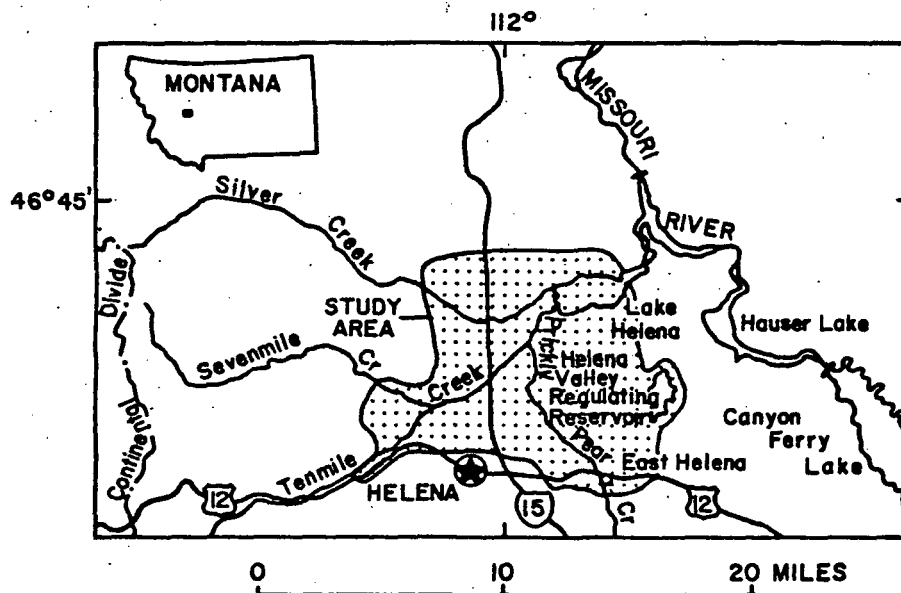 112°
MONTANA
MISSOURI
RIVER
46°45'
Silver
Creek
Divide
Continental
STUDY
AREA
Lake
Helena
Hauser Lake
Sevenmile
Cr
Creek
Prickly
Helena
Valley
Regulating
Reservoir
Pear
Cr
Canyon
Ferry
Lake
Tenmile
HELENA
East Helena
12
15
12
0 10 20 MILES